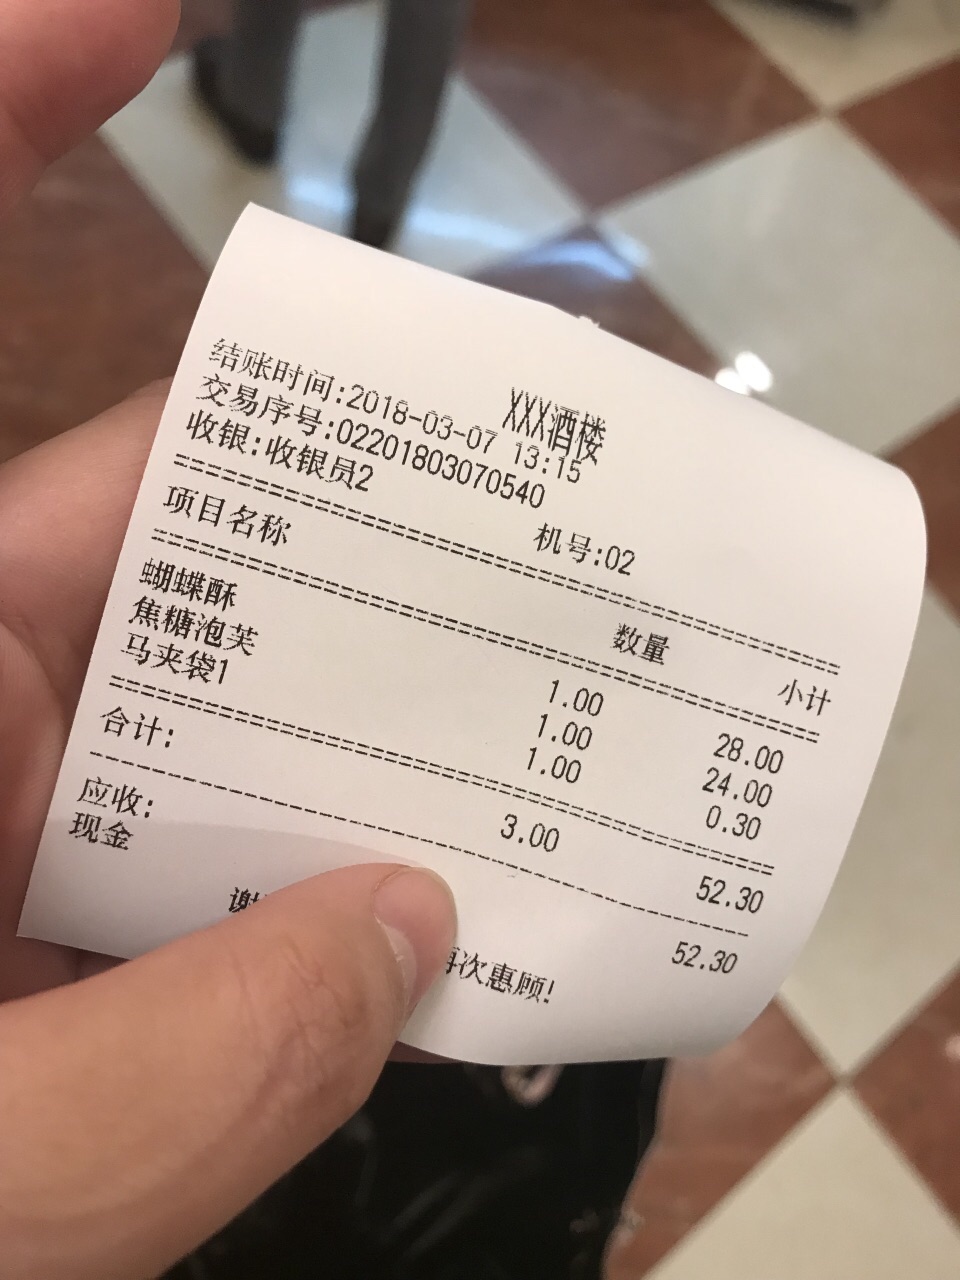 XXX酒楼
结账时间:2018-03-07 13:15
交易序号:02201803070540
收银:收银员2 机号:02
项目名称 数量 小计
蝴蝶酥 1.00 28.00
焦糖泡芙 1.00 24.00
马夹袋1 1.00 0.30
合计: 3.00 52.30
应收: 52.30
现金
谢 再次惠顾!